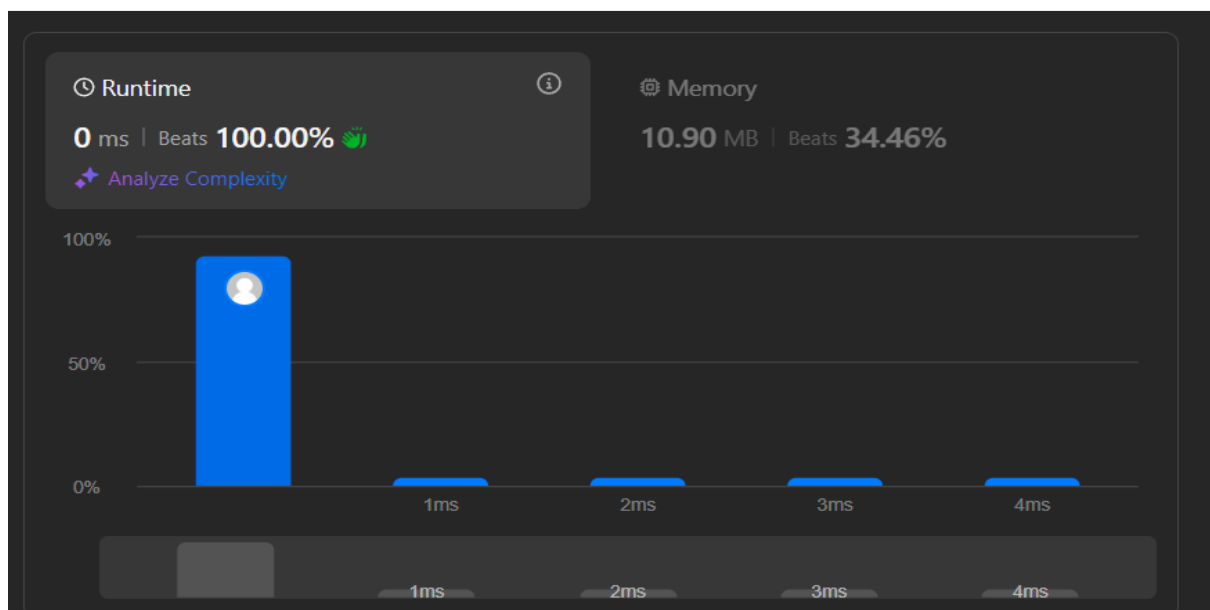 Runtime
0 ms | Beats 100.00%
Analyze Complexity
Memory
10.90 MB | Beats 34.46%
100%
50%
0%
1ms 2ms 3ms 4ms
1ms 2ms 3ms 4ms